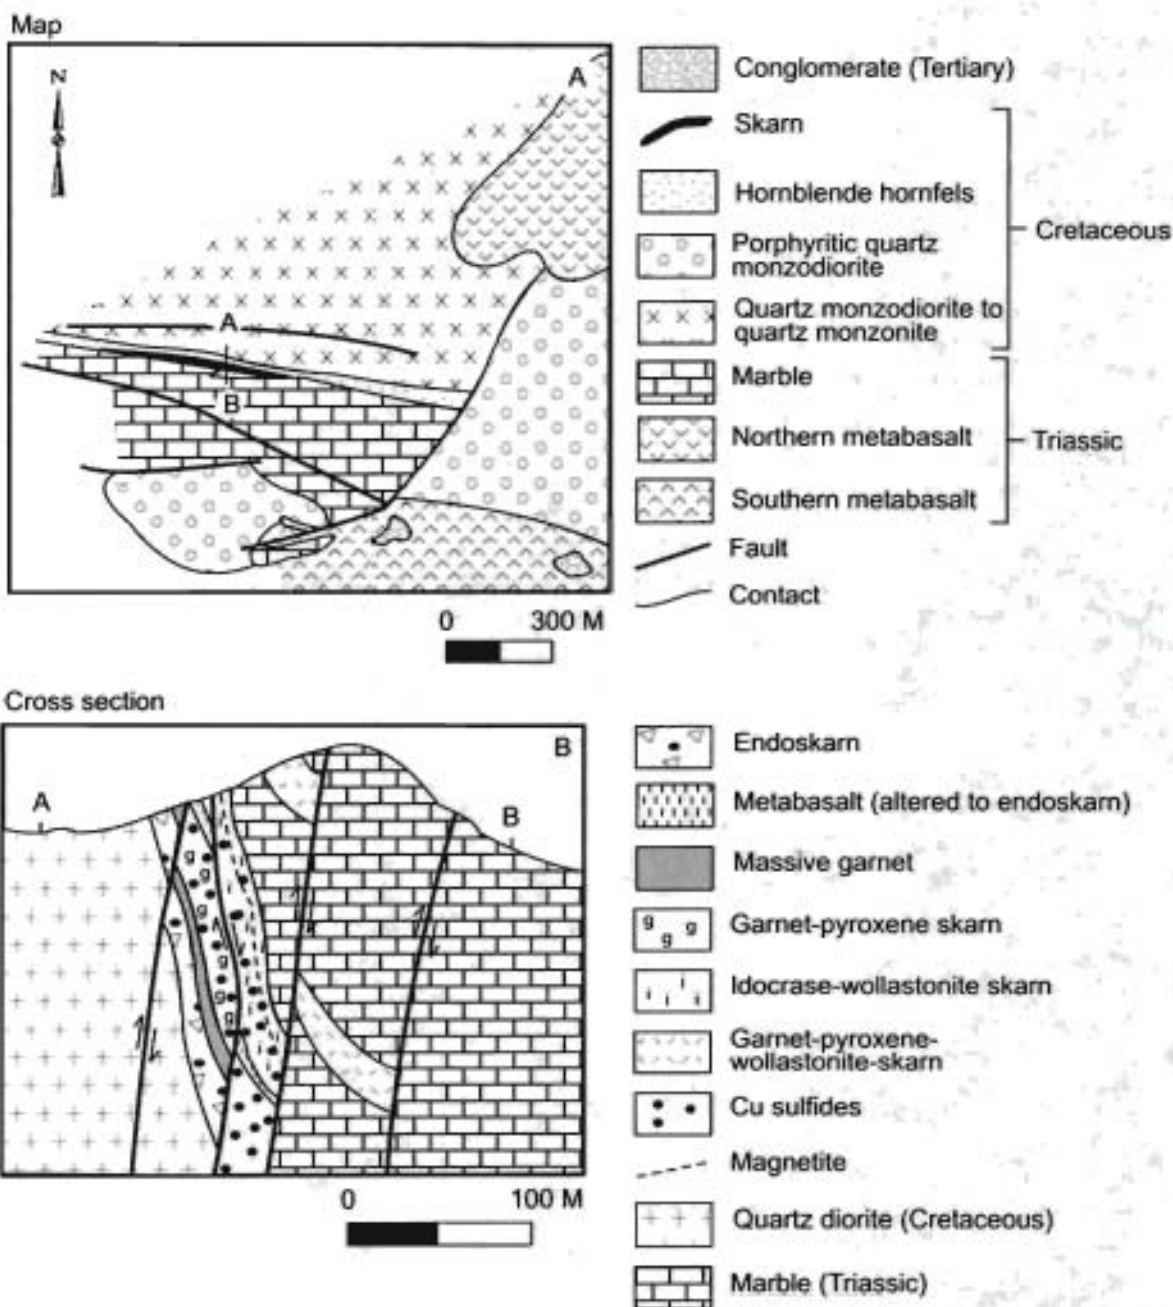 Map
N
A
A
B
0 300 M
Conglomerate (Tertiary)
Skarn
Hornblende hornfels
Porphyritic quartz
monzodiorite
Quartz monzodiorite to
quartz monzonite
Cretaceous
Marble
Northern metabasalt
Southern metabasalt
Triassic
Fault
Contact
Cross section
A
B
B
g
g
g
g
g
g
0 100 M
Endoskarn
Metabasalt (altered to endoskarn)
Massive garnet
g g
g
Garnet-pyroxene skarn
Idocrase-wollastonite skarn
Garnet-pyroxene-
wollastonite-skarn
Cu sulfides
Magnetite
Quartz diorite (Cretaceous)
Marble (Triassic)